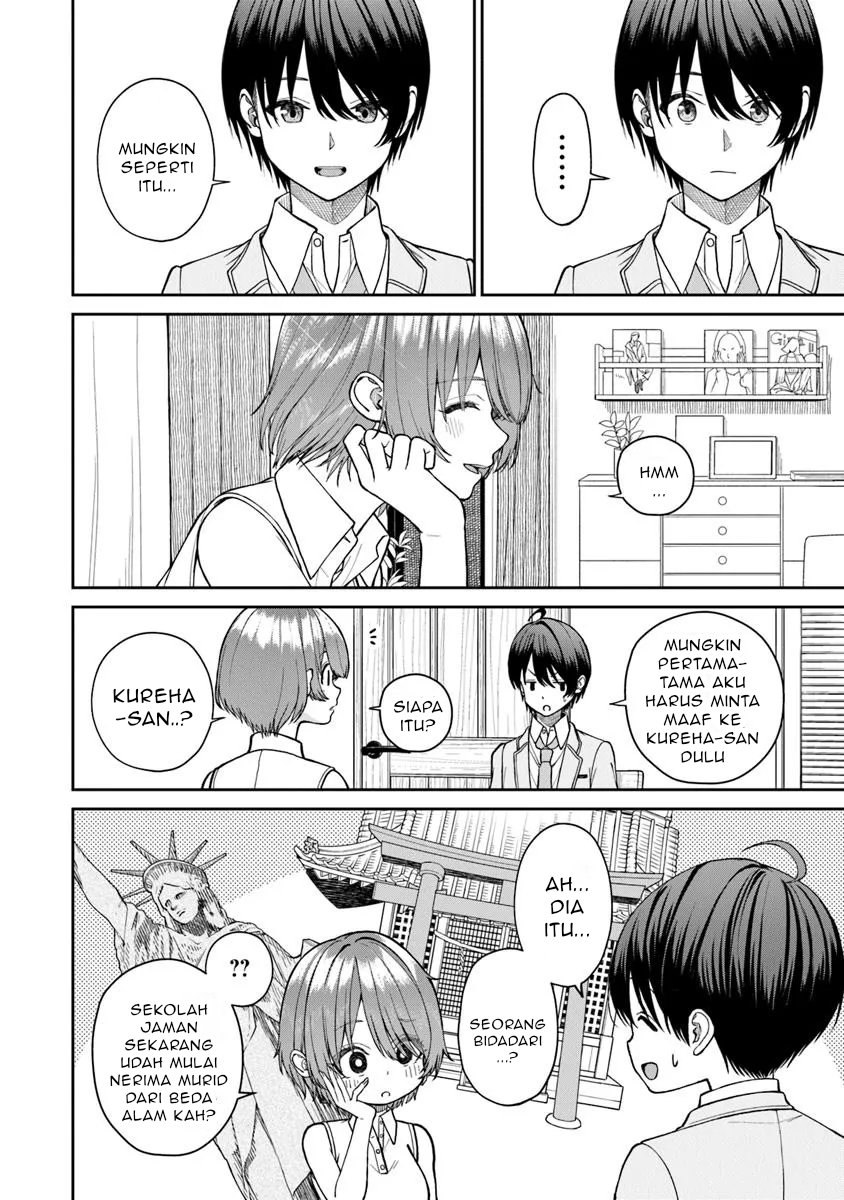 ......
MUNGKIN
SEPERTI
ITU...
HMM
...
MUNGKIN
PERTAMA-
TAMA AKU
HARUS MINTA
MAAF KE
KUREHA-SAN
DULU
SIAPA
ITU?
KUREHA
-SAN..?
AH...
DIA
ITU...
SEORANG
BIDADARI
...?
??
SEKOLAH
JAMAN
SEKARANG
UDAH MULAI
NERIMA MURID
DARI BEDA
ALAM KAH?